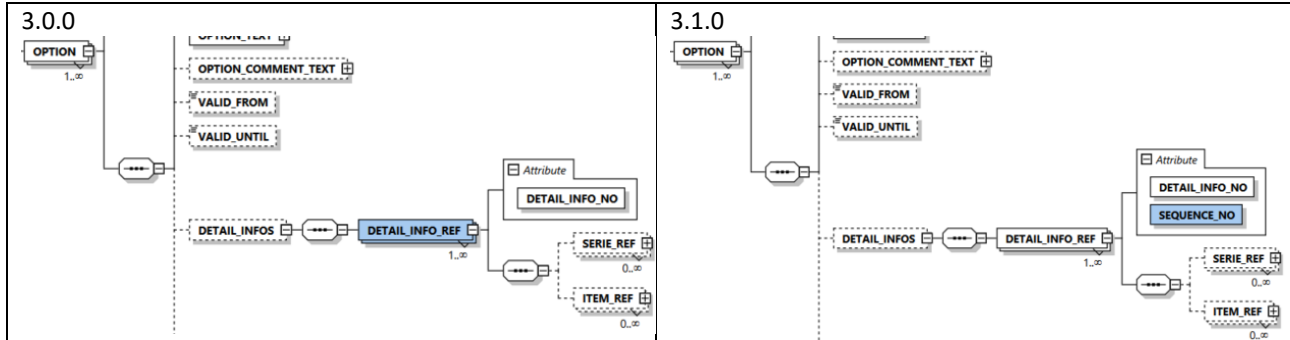 3.0.0
OPTION
1..∞
OPTION_TEXT
OPTION_COMMENT_TEXT
VALID_FROM
VALID_UNTIL
Attribute
DETAIL_INFO_NO
DETAIL_INFOS
DETAIL_INFO_REF
1..∞
SERIE_REF
0..∞
ITEM_REF
0..∞
3.1.0
OPTION
1..∞
OPTION_COMMENT_TEXT
VALID_FROM
VALID_UNTIL
Attribute
DETAIL_INFO_NO
SEQUENCE_NO
DETAIL_INFOS
DETAIL_INFO_REF
1..∞
SERIE_REF
0..∞
ITEM_REF
0..∞